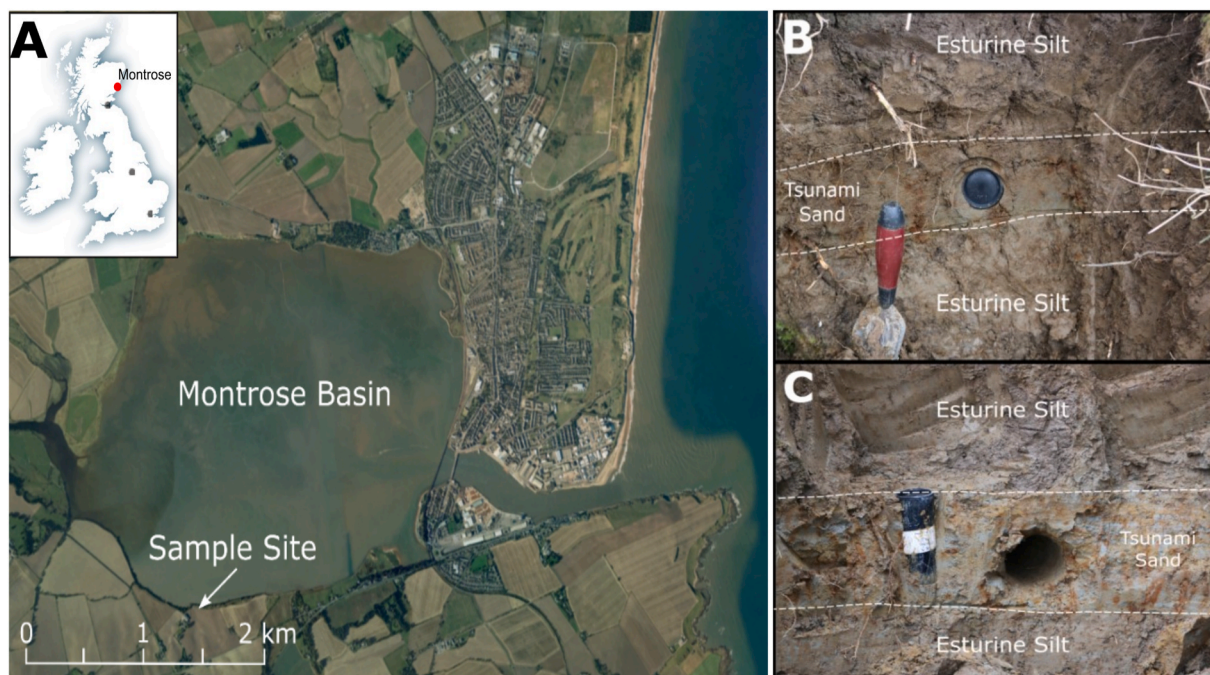 A
Montrose
Montrose Basin
Sample Site
0 1 2 km
B
Esturine Silt
Tsunami
Sand
Esturine Silt
C
Esturine Silt
Tsunami
Sand
Esturine Silt